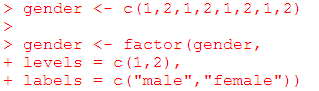 > gender <- c(1,2,1,2,1,2,1,2)
>
> gender <- factor(gender,
+ levels = c(1,2),
+ labels = c("male","female"))